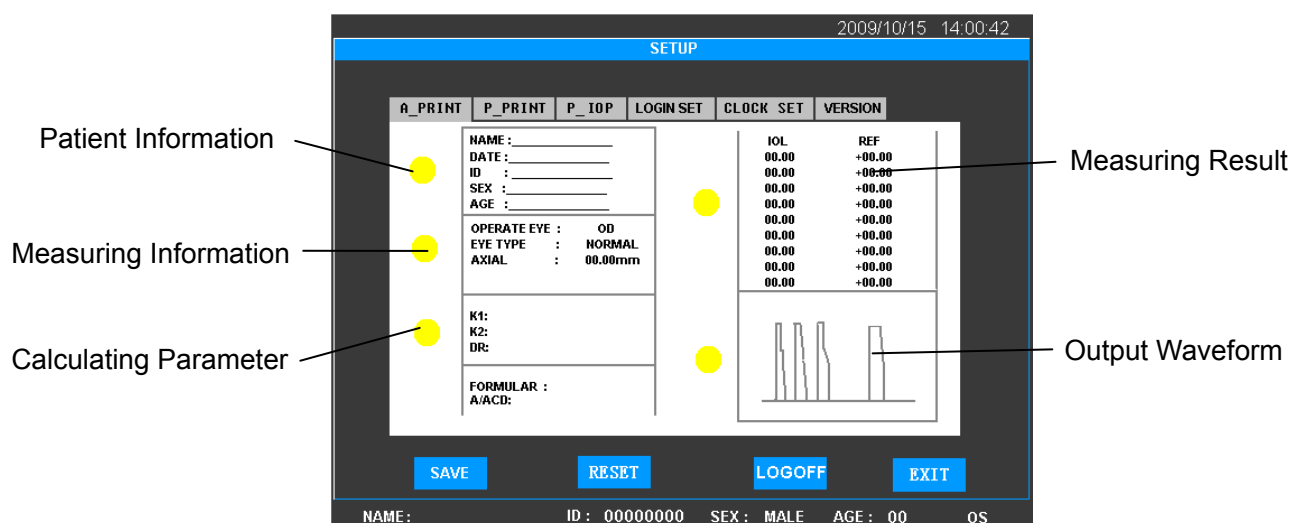 2009/10/15 14:00:42
SETUP
A_PRINT P_PRINT P_IOP LOGIN SET CLOCK SET VERSION
Patient Information
NAME:
DATE:
ID :
SEX :
AGE :
Measuring Information
OPERATE EYE : OD
EYE TYPE : NORMAL
AXIAL : 00.00mm
Calculating Parameter
K1:
K2:
DR:
FORMULAR :
A/ACD:
IOL REF
00.00 +00.00
00.00 +00.00
00.00 +00.00
00.00 +00.00
00.00 +00.00
00.00 +00.00
00.00 +00.00
00.00 +00.00
00.00 +00.00
Measuring Result
Output Waveform
SAVE RESET LOGOFF EXIT
NAME: ID: 00000000 SEX: MALE AGE: 00 OS